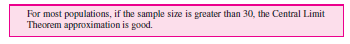 For most populations, if the sample size is greater than 30, the Central Limit
Theorem approximation is good.